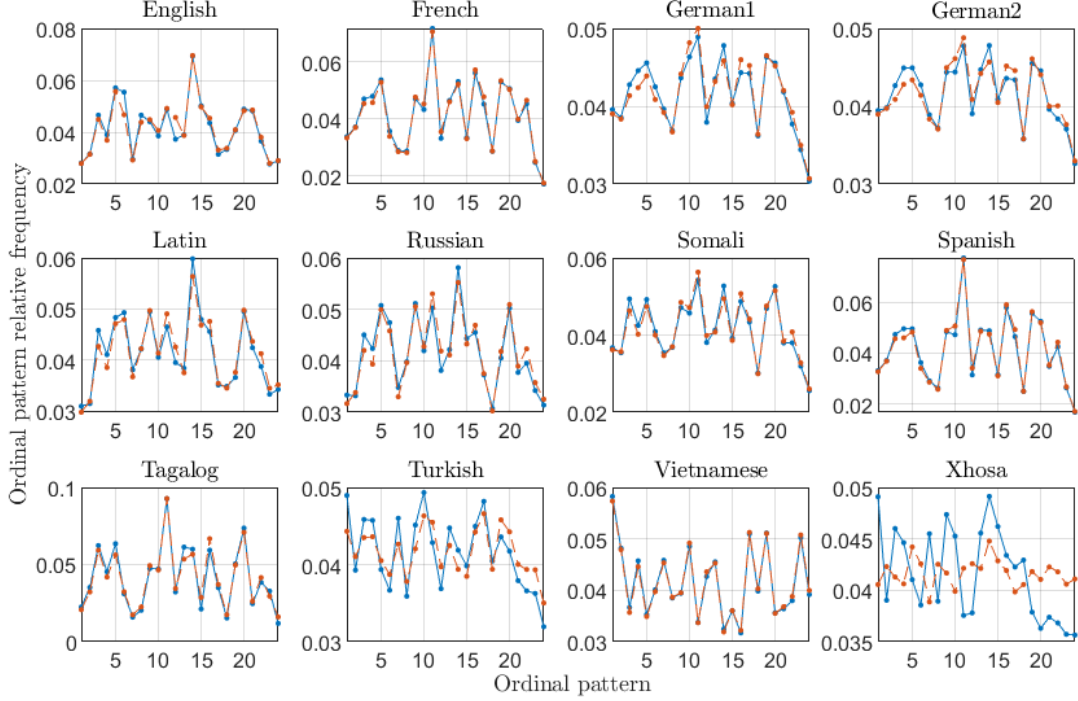 English French German1 German2
0.08
0.06
0.04
0.02
5 10 15 20
0.06
0.04
0.02
5 10 15 20
0.05
0.04
0.03
5 10 15 20
0.05
0.04
0.03
5 10 15 20
Ordinal pattern relative frequency
Latin Russian Somali Spanish
0.06
0.05
0.04
0.03
5 10 15 20
0.06
0.05
0.04
0.03
5 10 15 20
0.06
0.04
0.02
5 10 15 20
0.06
0.04
0.02
5 10 15 20
Tagalog Turkish Vietnamese Xhosa
0.1
0.05
0
5 10 15 20
0.05
0.04
0.03
5 10 15 20
0.06
0.05
0.04
0.03
5 10 15 20
0.05
0.045
0.04
0.035
5 10 15 20
Ordinal pattern